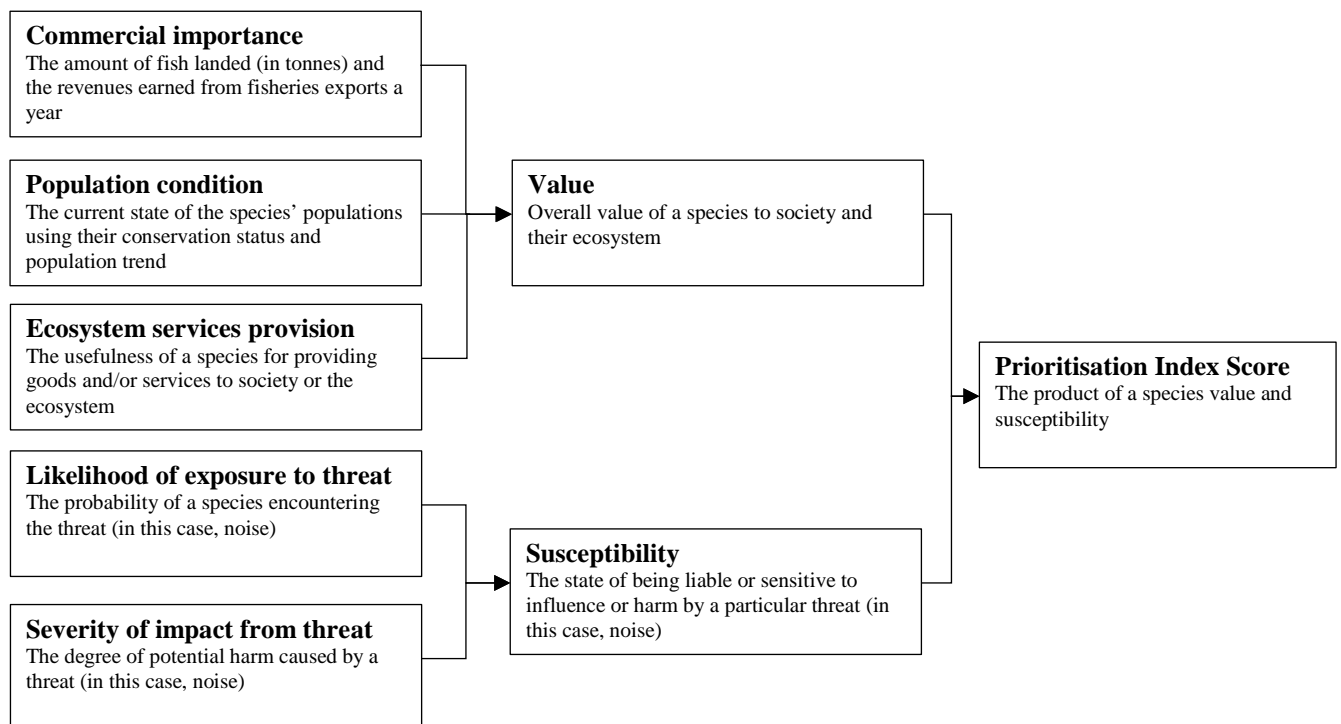 Commercial importance
The amount of fish landed (in tonnes) and
the revenues earned from fisheries exports a
year
Population condition
The current state of the species' populations
using their conservation status and
population trend
Ecosystem services provision
The usefulness of a species for providing
goods and/or services to society or the
ecosystem
Likelihood of exposure to threat
The probability of a species encountering
the threat (in this case, noise)
Severity of impact from threat
The degree of potential harm caused by a
threat (in this case, noise)
Value
Overall value of a species to society and
their ecosystem
Susceptibility
The state of being liable or sensitive to
influence or harm by a particular threat (in
this case, noise)
Prioritisation Index Score
The product of a species value and
susceptibility